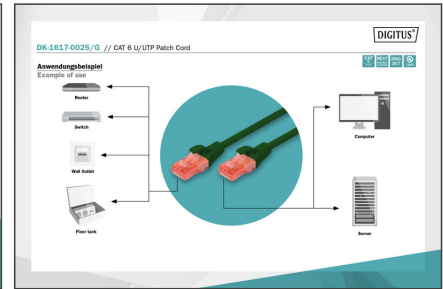 DIGITUS®
DK-1617-0025/G // CAT 6 U/UTP Patch Cord
Anwendungsbeispiel
Example of use
Router
Switch
Wall Outlet
Floor tank
Computer
Server